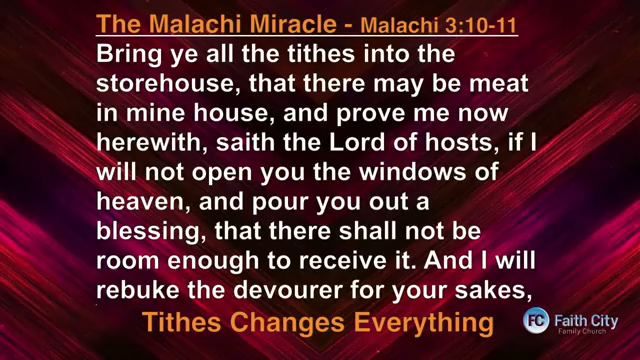 The Malachi Miracle - Malachi 3:10-11
Bring ye all the tithes into the
storehouse, that there may be meat
in mine house, and prove me now
herewith, saith the Lord of hosts, if I
will not open you the windows of
heaven, and pour you out a
blessing, that there shall not be
room enough to receive it. And I will
rebuke the devourer for your sakes,
Tithes Changes Everything
FC Faith City
Family Church